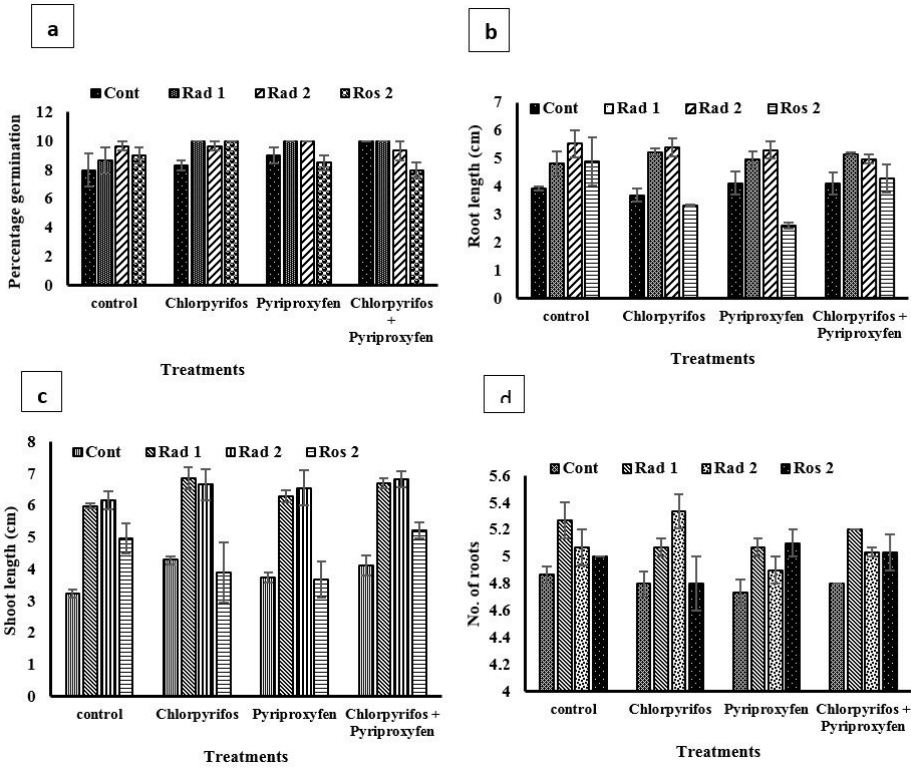 a
Cont Rad 1 Rad 2 Ros 2
Percentage germination
12
10
8
6
4
2
0
control Chlorpyrifos Pyriproxyfen Chlorpyrifos
+
Pyriproxyfen
Treatments
b
Cont Rad 1 Rad 2 Ros 2
Root length (cm)
7
6
5
4
3
2
1
0
control Chlorpyrifos Pyriproxyfen Chlorpyrifos +
Pyriproxyfen
Treatments
c
Cont Rad 1 Rad 2 Ros 2
Shoot length (cm)
8
7
6
5
4
3
2
1
0
control Chlorpyrifos Pyriproxyfen Chlorpyrifos +
Pyriproxyfen
Treatments
d
Cont Rad 1 Rad 2 Ros 2
No. of roots
5.6
5.4
5.2
5
4.8
4.6
4.4
4.2
4
control Chlorpyrifos Pyriproxyfen Chlorpyrifos +
Pyriproxyfen
Treatments